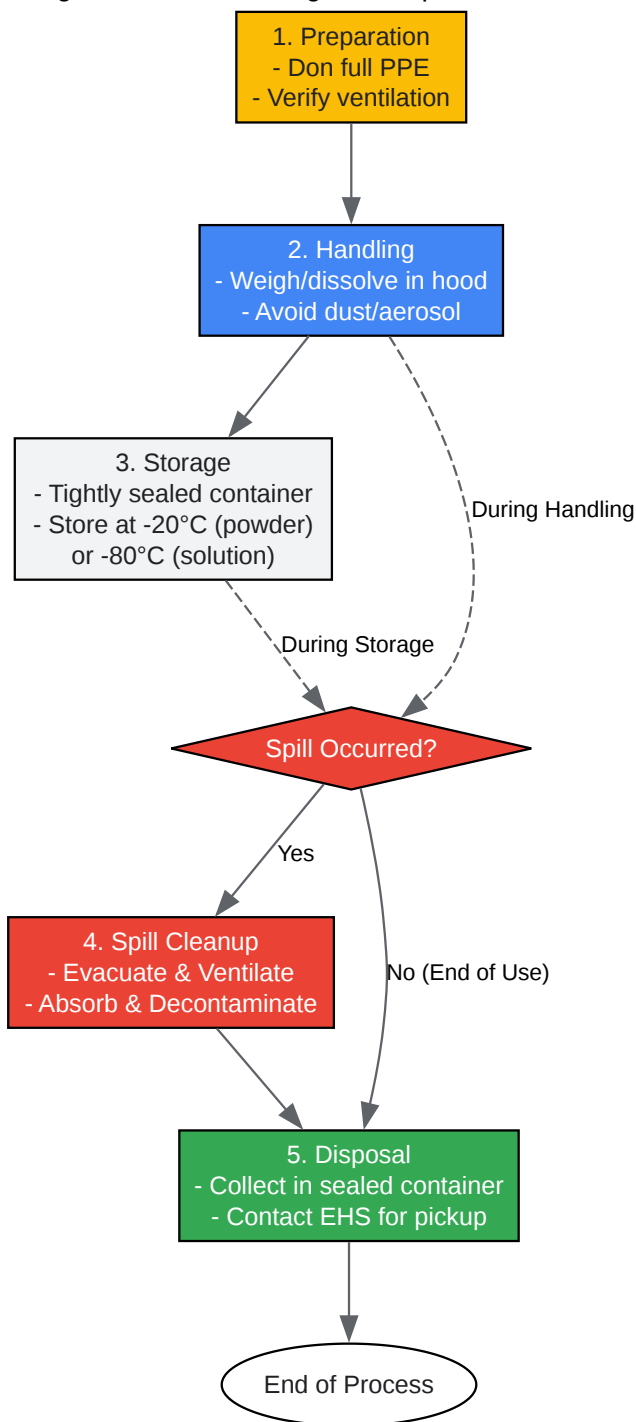 1. Preparation
- Don full PPE
- Verify ventilation
2. Handling
- Weigh/dissolve in hood
- Avoid dust/aerosol
3. Storage
- Tightly sealed container
- Store at -20°C (powder)
or -80°C (solution)
During Handling
During Storage
Spill Occurred?
Yes
4. Spill Cleanup
- Evacuate & Ventilate
- Absorb & Decontaminate
No (End of Use)
5. Disposal
- Collect in sealed container
- Contact EHS for pickup
End of Process